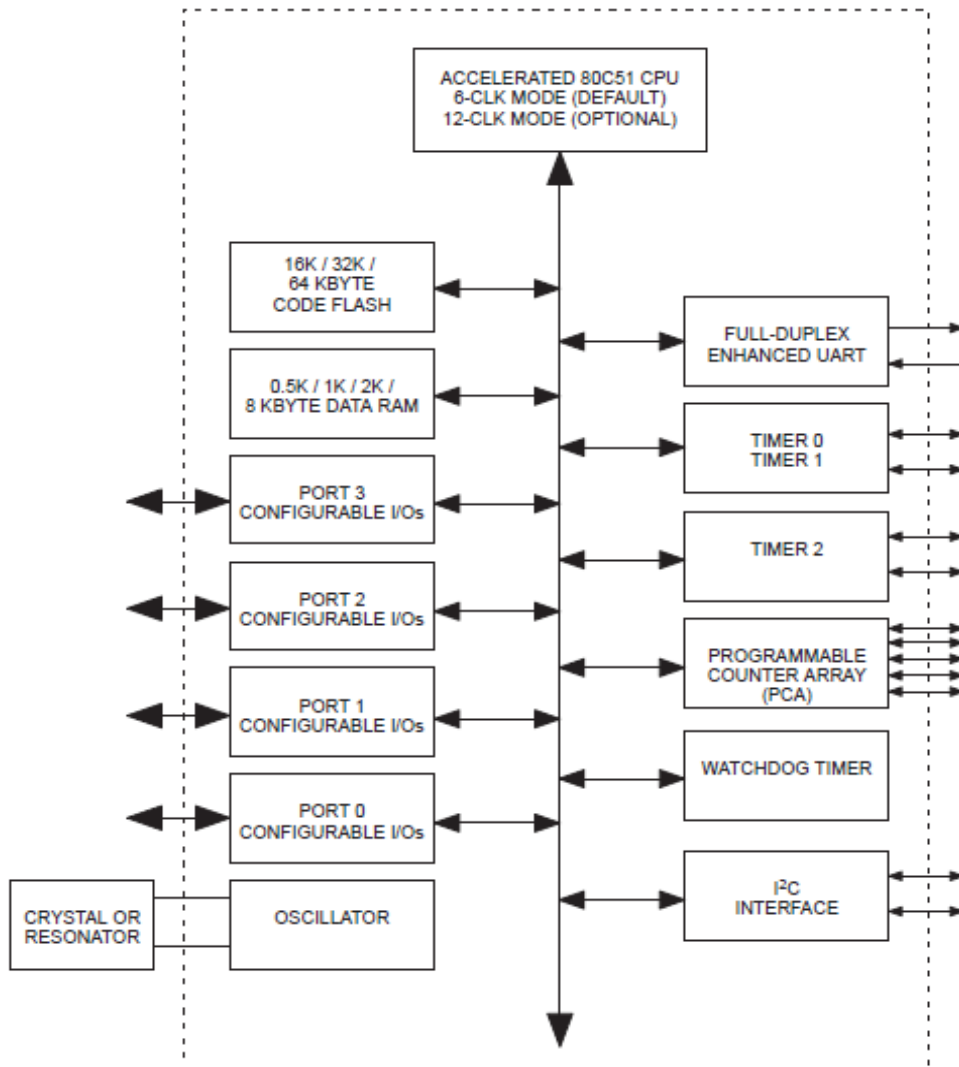 ACCELERATED 80C51 CPU
6-CLK MODE (DEFAULT)
12-CLK MODE (OPTIONAL)
16K / 32K /
64 KBYTE
CODE FLASH
0.5K / 1K / 2K /
8 KBYTE DATA RAM
PORT 3
CONFIGURABLE I/Os
PORT 2
CONFIGURABLE I/Os
PORT 1
CONFIGURABLE I/Os
PORT 0
CONFIGURABLE I/Os
CRYSTAL OR
RESONATOR
OSCILLATOR
FULL-DUPLEX
ENHANCED UART
TIMER 0
TIMER 1
TIMER 2
PROGRAMMABLE
COUNTER ARRAY
(PCA)
WATCHDOG TIMER
I²C
INTERFACE